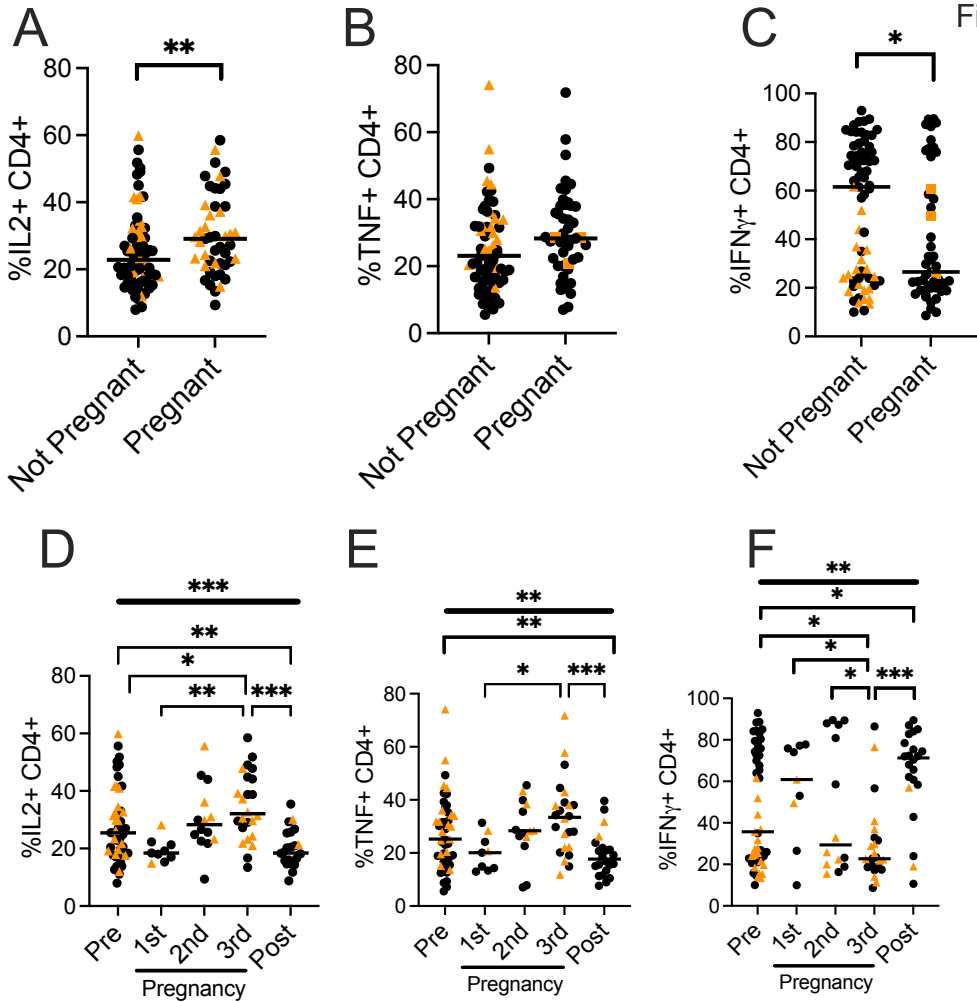 A
B
C
Fi
**
*
%IL2+ CD4+
80
60
40
20
0
Not Pregnant
Pregnant
%TNF+ CD4+
80
60
40
20
0
Not Pregnant
Pregnant
%IFNγ+ CD4+
100
80
60
40
20
0
Not Pregnant
Pregnant
D
E
F
***
**
*
**
***
%IL2+ CD4+
80
60
40
20
0
Pre
1st
2nd
3rd
Post
Pregnancy
**
**
*
***
%TNF+ CD4+
80
60
40
20
0
Pre
1st
2nd
3rd
Post
Pregnancy
**
*
*
*
*
***
%IFNγ+ CD4+
100
80
60
40
20
0
Pre
1st
2nd
3rd
Post
Pregnancy